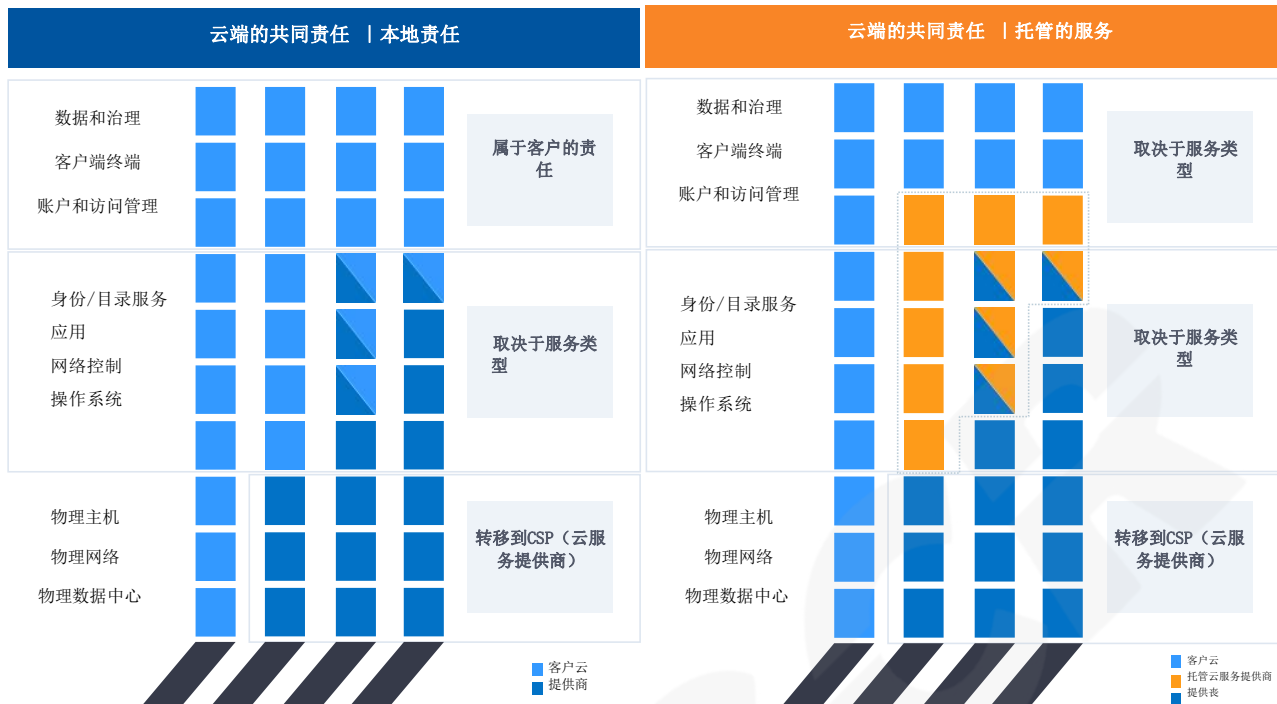 云端的共同责任 |本地责任
数据和治理
客户端终端
账户和访问管理
属于客户的责
任
身份/目录服务
应用
网络控制
操作系统
取决于服务类
型
物理主机
物理网络
物理数据中心
转移到CSP(云服
务提供商)
客户云
提供商
云端的共同责任 |托管的服务
数据和治理
客户端终端
账户和访问管理
取决于服务类
型
身份/目录服务
应用
网络控制
操作系统
取决于服务类
型
物理主机
物理网络
物理数据中心
转移到CSP(云服
务提供商)
客户云
托管云服务提供商
提供丧